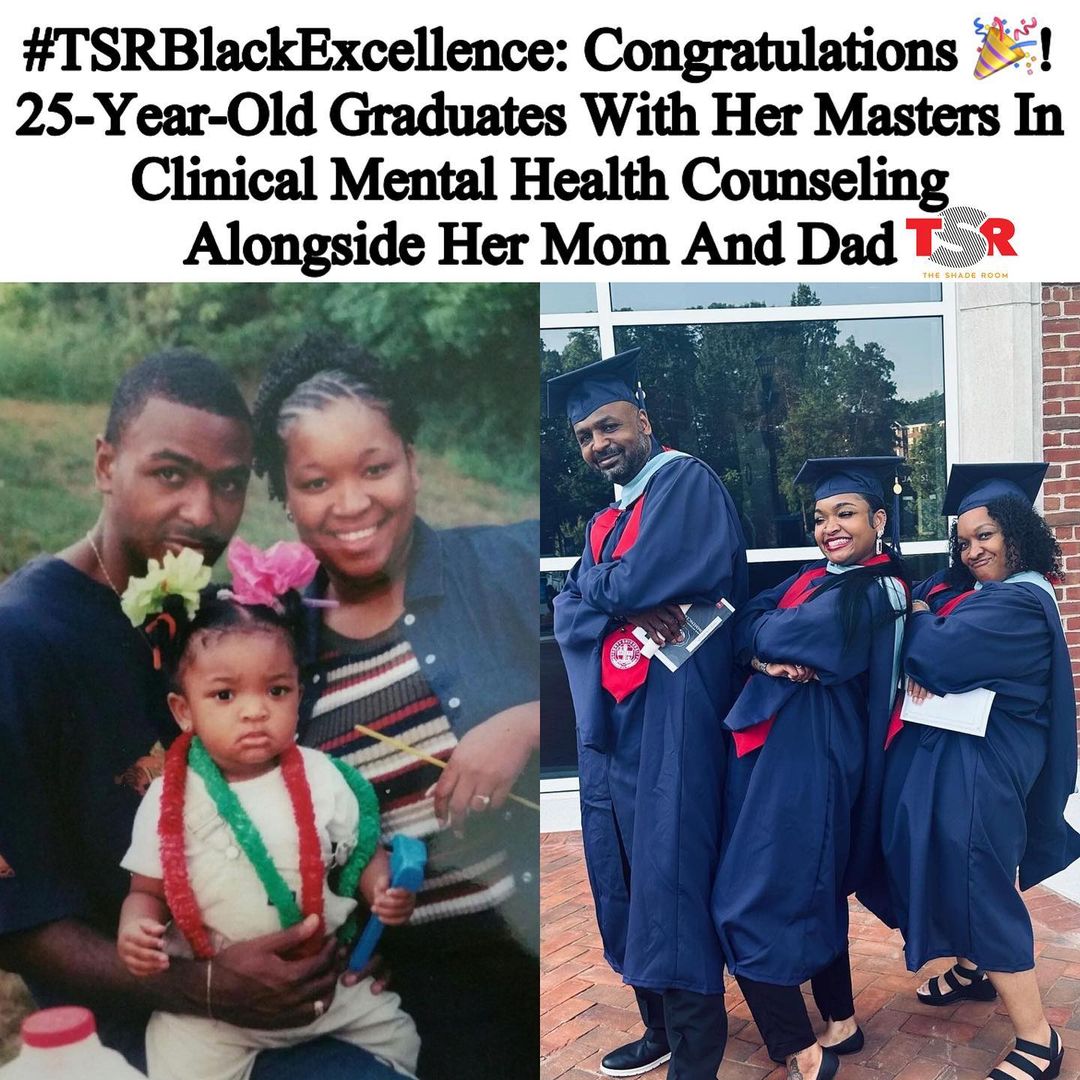 #TSRBlackExcellence: Congratulations 🎉!
25-Year-Old Graduates With Her Masters In
Clinical Mental Health Counseling
Alongside Her Mom And Dad
TSR
THE SHADE ROOM